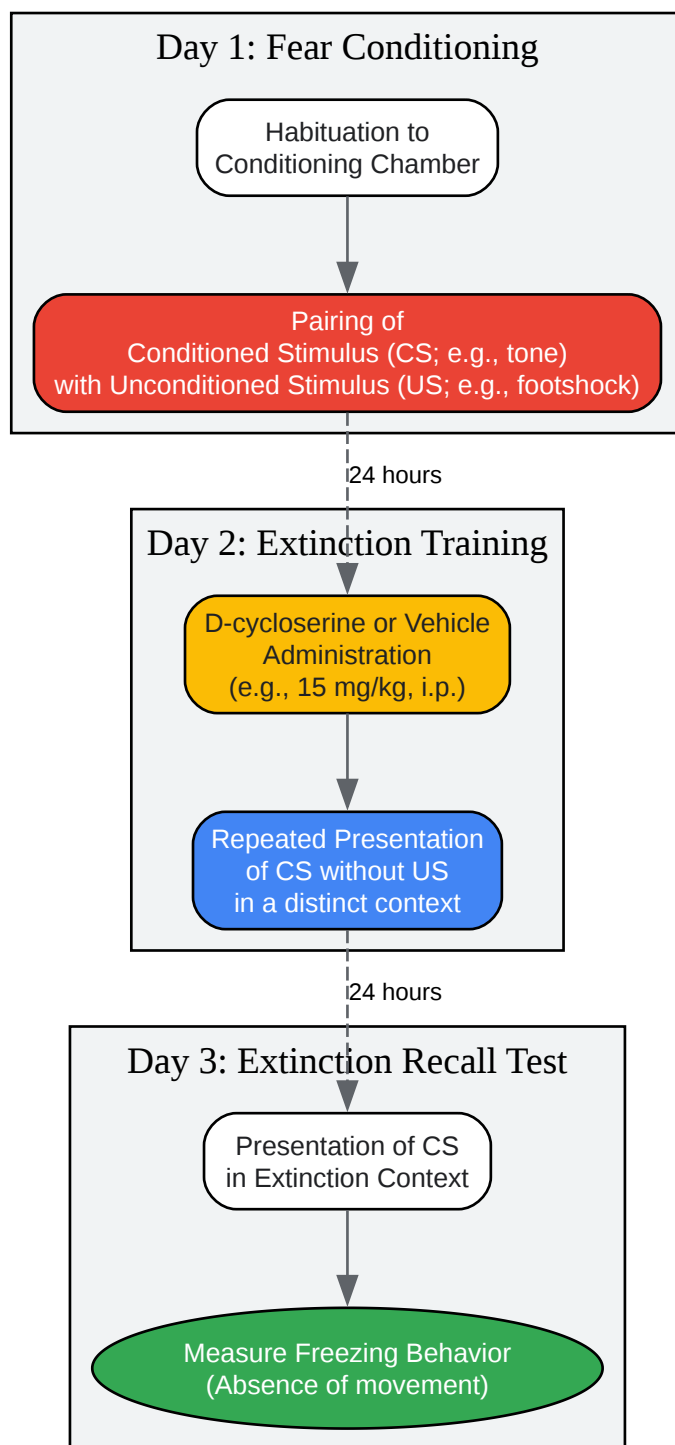 Day 1: Fear Conditioning
Habituation to
Conditioning Chamber
Pairing of
Conditioned Stimulus (CS; e.g., tone)
with Unconditioned Stimulus (US; e.g., footshock)
24 hours
Day 2: Extinction Training
D-cycloserine or Vehicle
Administration
(e.g., 15 mg/kg, i.p.)
Repeated Presentation
of CS without US
in a distinct context
24 hours
Day 3: Extinction Recall Test
Presentation of CS
in Extinction Context
Measure Freezing Behavior
(Absence of movement)